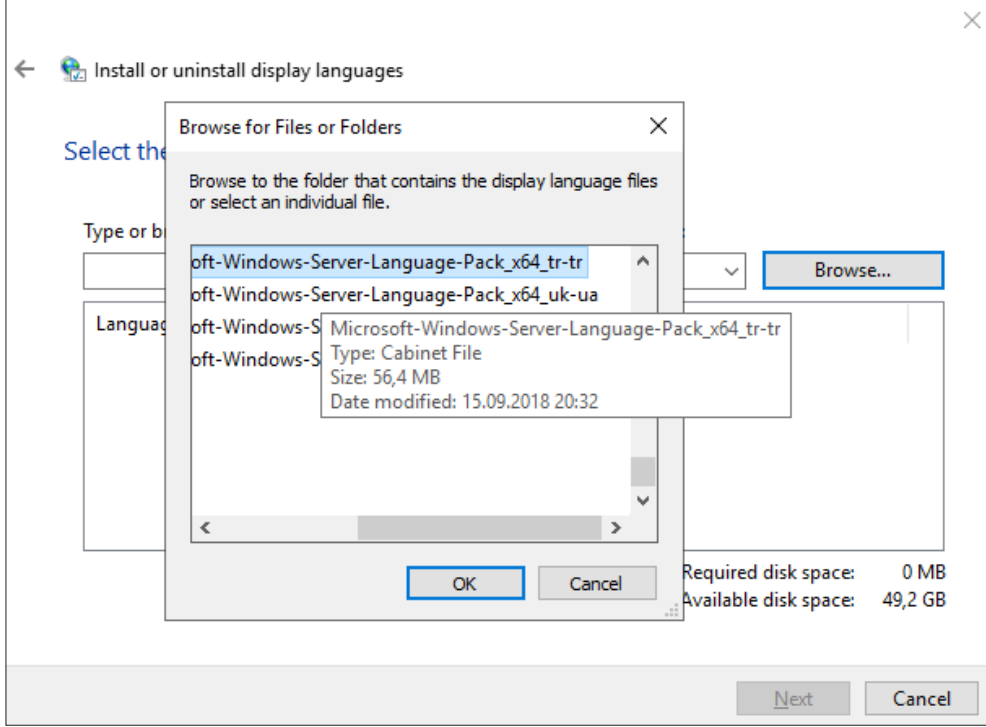 Install or uninstall display languages
Browse for Files or Folders
Select the
Browse to the folder that contains the display language files
or select an individual file.
Type or b
Browse...
oft-Windows-Server-Language-Pack_x64_tr-tr
oft-Windows-Server-Language-Pack_x64_uk-ua
Langua
oft-Windows-S
oft-Windows-S
Microsoft-Windows-Server-Language-Pack_x64_tr-tr
Type: Cabinet File
Size: 56,4 MB
Date modified: 15.09.2018 20:32
OK
Cancel
Required disk space: 0 MB
Available disk space: 49,2 GB
Next
Cancel